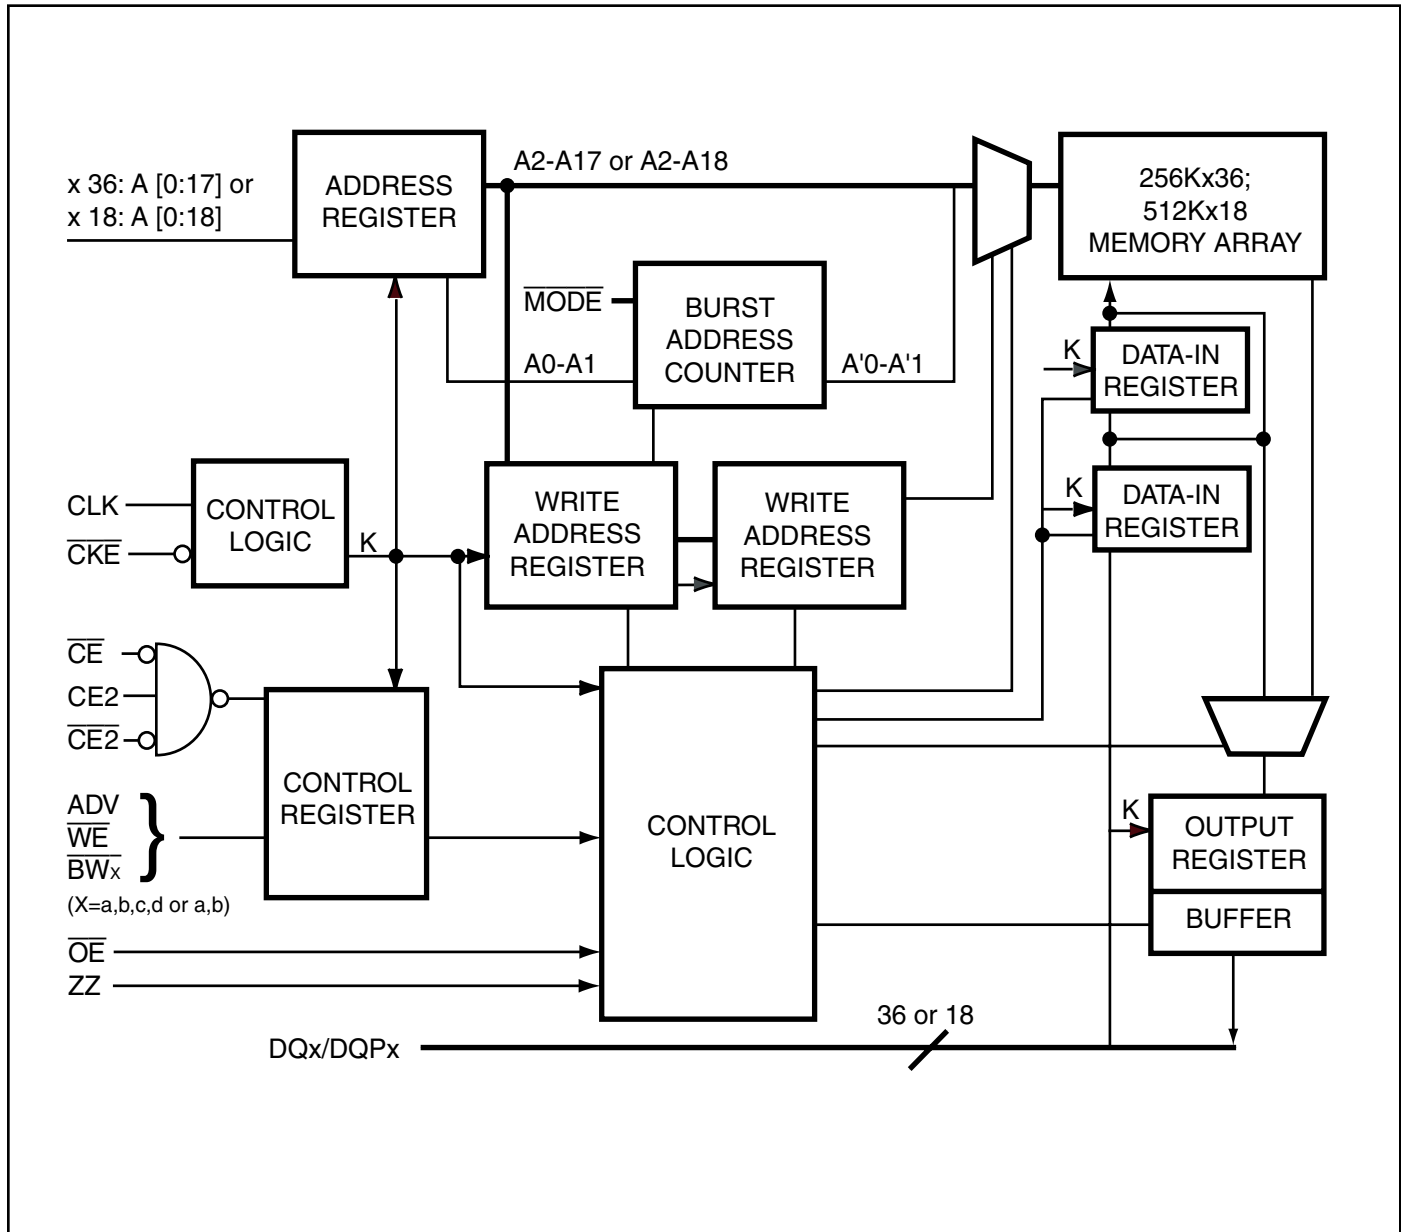 A2-A17 or A2-A18
x 36: A [0:17] or
x 18: A [0:18]
ADDRESS
REGISTER
256Kx36;
512Kx18
MEMORY ARRAY
MODE
BURST
ADDRESS
COUNTER
A0-A1
A'0-A'1
K
DATA-IN
REGISTER
K
DATA-IN
REGISTER
CLK
CKE
CONTROL
LOGIC
K
WRITE
ADDRESS
REGISTER
WRITE
ADDRESS
REGISTER
CE
CE2
CE2
ADV
WE
BWx
(X=a,b,c,d or a,b)
CONTROL
REGISTER
CONTROL
LOGIC
K
OUTPUT
REGISTER
BUFFER
OE
ZZ
36 or 18
DQx/DQPx